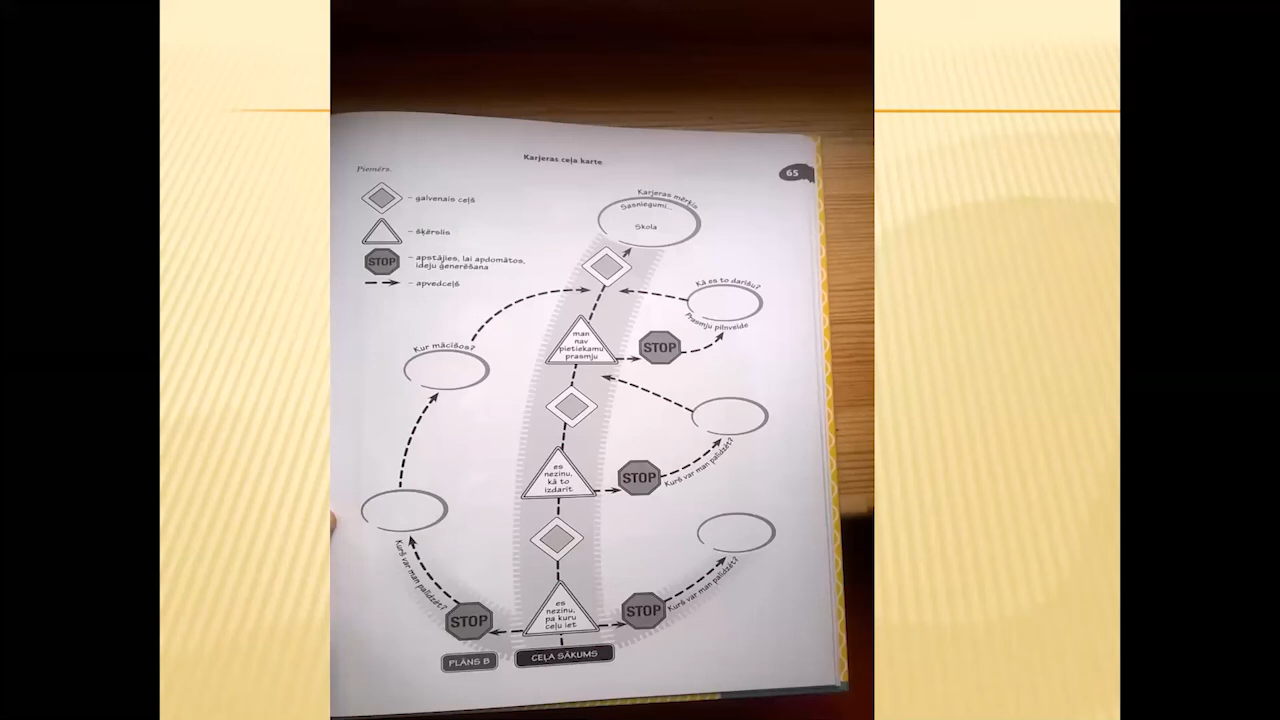 Karjeras ceļa karte
65
Piemērs.
– galvenais ceļš
– šķērslis
STOP
– apstājies, lai apdomātos,
ideju ģenerēšana
– apvedceļš
Karjeras mērķis
Sasniegumi...
Skola
Kā es to darīšu?
Prasmju pilnveide
man
nav
pietiekamu
prasmju
STOP
Kur mācīšos?
es
nezinu,
kā to
izdarīt
STOP
Kurš var man palīdzēt?
Kurš var man palīdzēt?
STOP
es
nezinu,
pa kuru
ceļu iet
STOP
Kurš var man palīdzēt?
PLĀNS B
CEĻA SĀKUMS